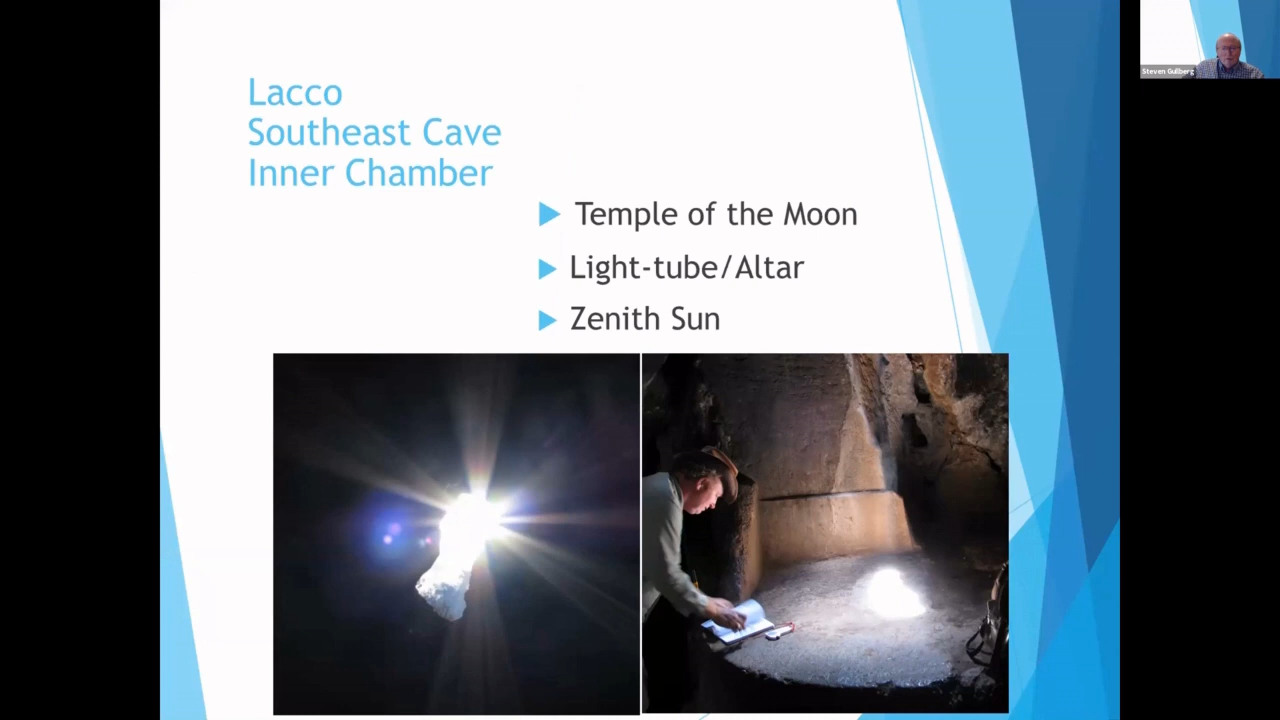 Lacco
Southeast Cave
Inner Chamber
Temple of the Moon
Light-tube/Altar
Zenith Sun
Steven Gullberg